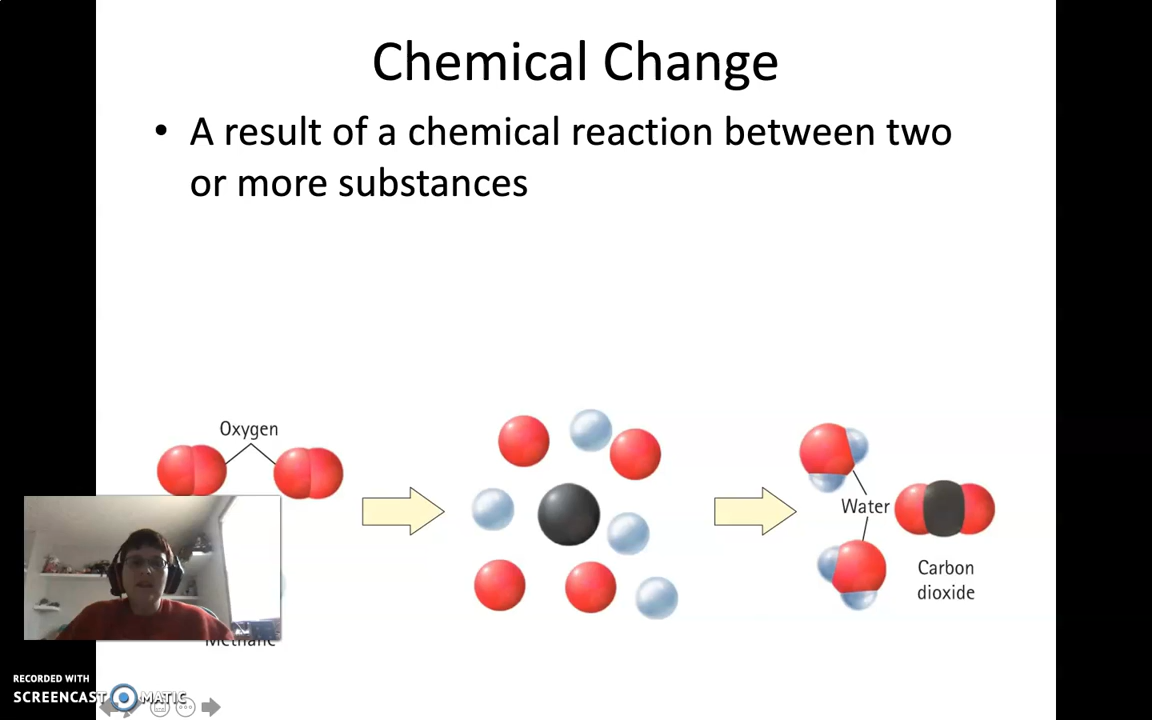 Chemical Change
• A result of a chemical reaction between two
or more substances
Oxygen
Water
Carbon
dioxide
Methane
RECORDED WITH
SCREENCAST MATIC